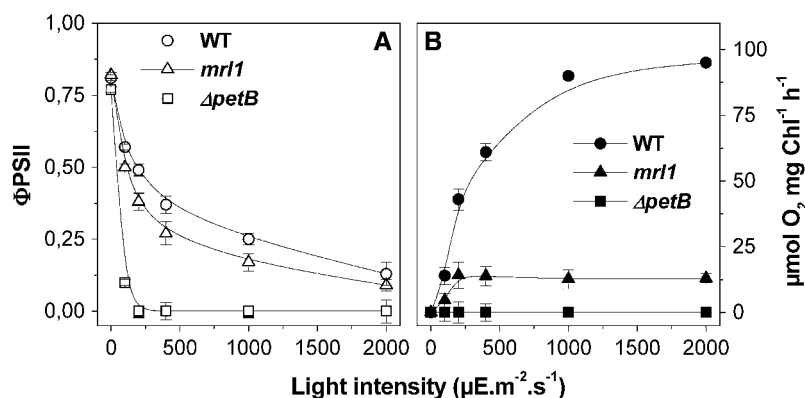 A
WT
mrl1
ΔpetB
ΦPSII
1,00
0,75
0,50
0,25
0,00
0 500 1000 1500 2000
B
WT
mrl1
ΔpetB
100
75
50
25
0
µmol O₂, mg Chl⁻¹ h⁻¹
0 500 1000 1500 2000
Light intensity (µE.m⁻².s⁻¹)